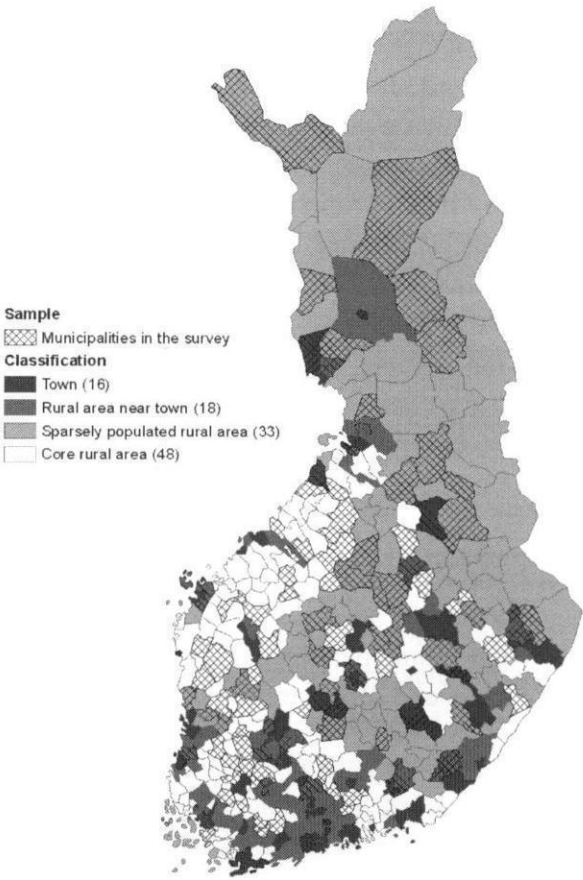 Sample
Municipalities in the survey
Classification
Town (16)
Rural area near town (18)
Sparsely populated rural area (33)
Core rural area (48)